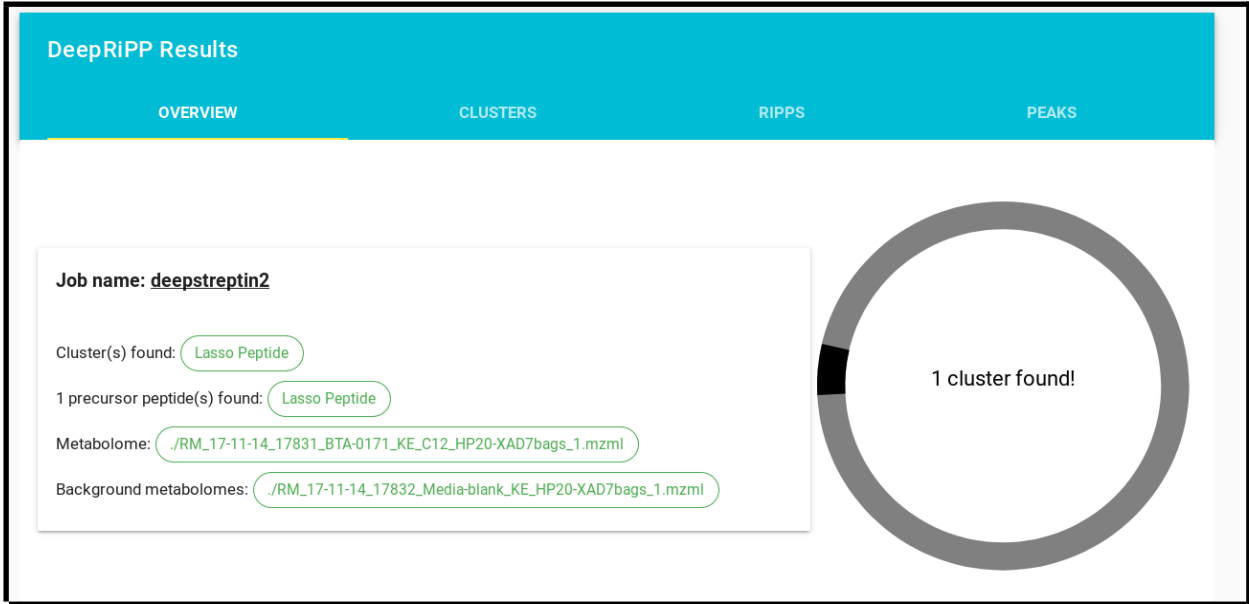 DeepRiPP Results
OVERVIEW CLUSTERS RIPPS PEAKS
Job name: deepstreptin2
Cluster(s) found: Lasso Peptide
1 precursor peptide(s) found: Lasso Peptide
Metabolome: ./RM_17-11-14_17831_BTA-0171_KE_C12_HP20-XAD7bags_1.mzml
Background metabolomes: ./RM_17-11-14_17832_Media-blank_KE_HP20-XAD7bags_1.mzml
1 cluster found!